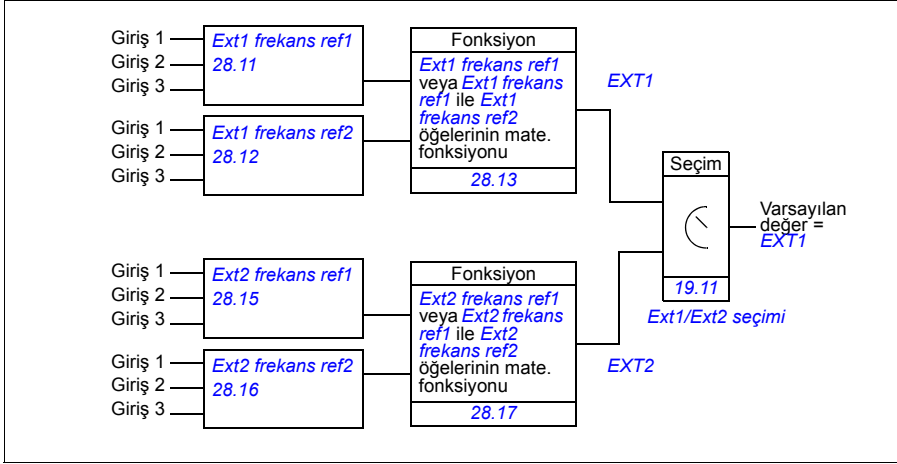 Giriş 1
Giriş 2
Giriş 3
Ext1 frekans ref1
28.11
Giriş 1
Giriş 2
Giriş 3
Ext1 frekans ref2
28.12
Fonksiyon
Ext1 frekans ref1
veya Ext1 frekans
ref1 ile Ext1
frekans ref2
öğelerinin mate.
fonksiyonu
28.13
EXT1
Seçim
19.11
Ext1/Ext2 seçimi
Varsayılan
değer =
EXT1
Giriş 1
Giriş 2
Giriş 3
Ext2 frekans ref1
28.15
Giriş 1
Giriş 2
Giriş 3
Ext2 frekans ref2
28.16
Fonksiyon
Ext2 frekans ref1
veya Ext2 frekans
ref1 ile Ext2
frekans ref2
öğelerinin mate.
fonksiyonu
28.17
EXT2